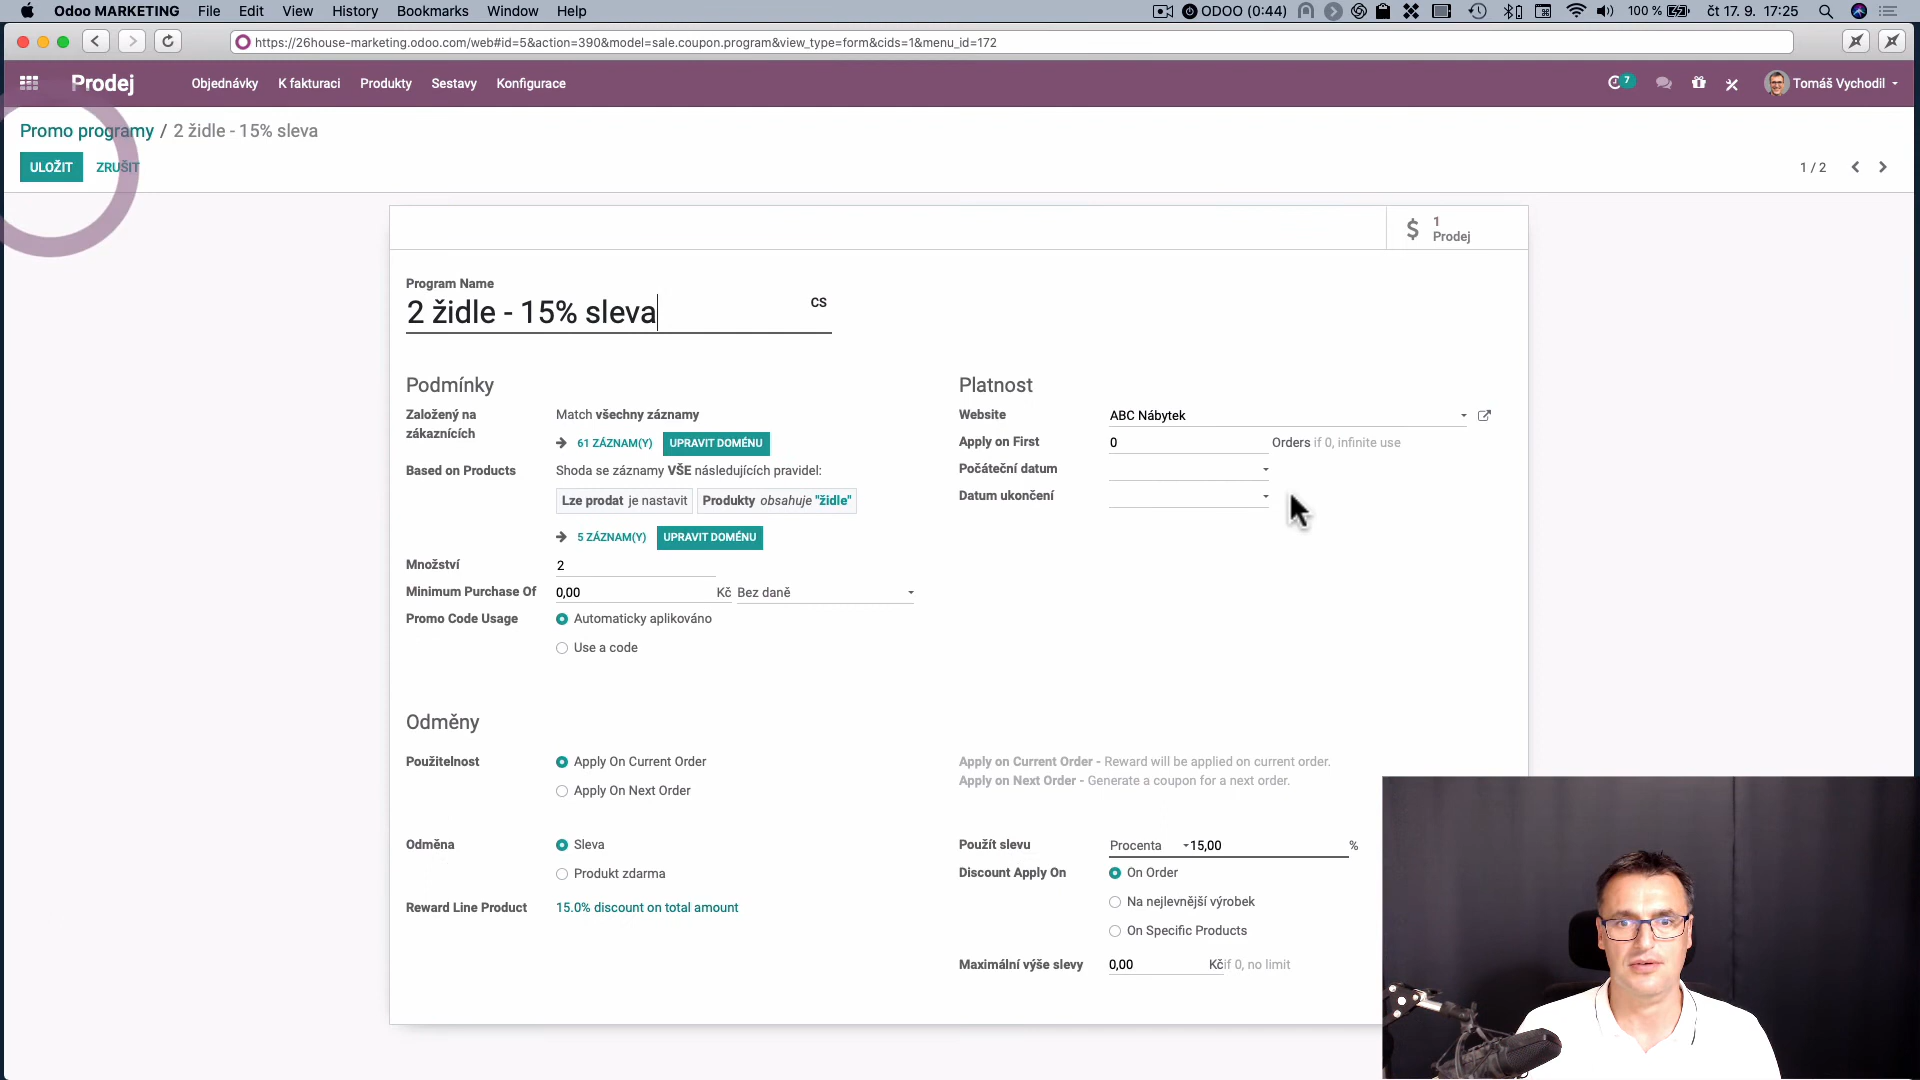 Odoo MARKETING File Edit View History Bookmarks Window Help ODOO (0:44) 100 % čt 17. 9. 17:25
https://26house-marketing.odoo.com/web#id=5&action=390&model=sale.coupon.program&view_type=form&cids=1&menu_id=172
Prodej Objednávky K fakturaci Produkty Sestavy Konfigurace 7 Tomáš Vychodil
Promo programy / 2 židle - 15% sleva
ULOŽIT ZRUŠIT 1 / 2
$ 1 Prodej
Program Name
2 židle - 15% sleva CS
Podmínky
Založený na zákaznících Match všechny záznamy
61 ZÁZNAM(Y) UPRAVIT DOMÉNU
Based on Products Shoda se záznamy VŠE následujících pravidel:
Lze prodat je nastavit Produkty obsahuje "židle"
5 ZÁZNAM(Y) UPRAVIT DOMÉNU
Množství 2
Minimum Purchase Of 0,00 Kč Bez daně
Promo Code Usage Automaticky aplikováno
Use a code
Platnost
Website ABC Nábytek
Apply on First 0 Orders if 0, infinite use
Počáteční datum
Datum ukončení
Odměny
Použitelnost Apply On Current Order
Apply On Next Order
Apply on Current Order - Reward will be applied on current order.
Apply on Next Order - Generate a coupon for a next order.
Odměna Sleva
Produkt zdarma
Reward Line Product 15.0% discount on total amount
Použít slevu Procenta 15,00 %
Discount Apply On On Order
Na nejlevnější výrobek
On Specific Products
Maximální výše slevy 0,00 Kč if 0, no limit